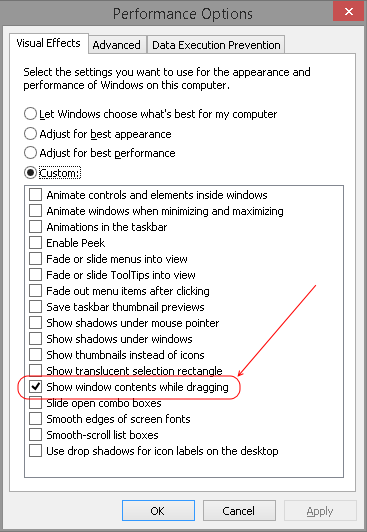 Performance Options
Visual Effects Advanced Data Execution Prevention
Select the settings you want to use for the appearance and
performance of Windows on this computer.
Let Windows choose what's best for my computer
Adjust for best appearance
Adjust for best performance
Custom:
Animate controls and elements inside windows
Animate windows when minimizing and maximizing
Animations in the taskbar
Enable Peek
Fade or slide menus into view
Fade or slide ToolTips into view
Fade out menu items after clicking
Save taskbar thumbnail previews
Show shadows under mouse pointer
Show shadows under windows
Show thumbnails instead of icons
Show translucent selection rectangle
Show window contents while dragging
Slide open combo boxes
Smooth edges of screen fonts
Smooth-scroll list boxes
Use drop shadows for icon labels on the desktop
OK Cancel Apply